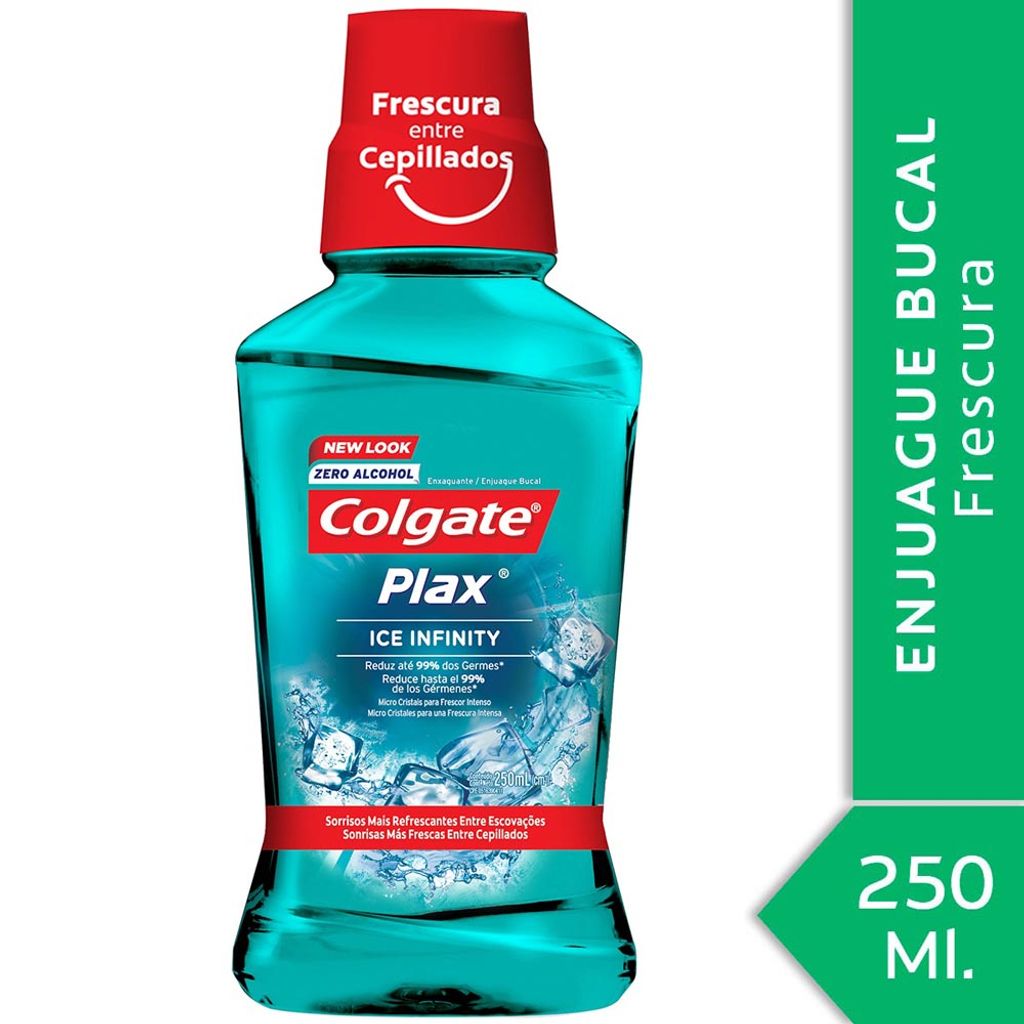 Frescura
entre
Cepillados
NEW LOOK
ZERO ALCOHOL
Enxaguante / Enjuague Bucal
Colgate®
Plax®
ICE INFINITY
Reduz até 99% dos Germes*
Reduce hasta el 99%
de los Gérmenes*
Micro Cristais para Frescor Intenso
Micro Cristales para una Frescura Intensa
250mL
Sorrisos Mais Refrescantes Entre Escovações
Sonrisas Más Frescas Entre Cepillados
ENJUAGUE BUCAL
Frescura
250
Ml.